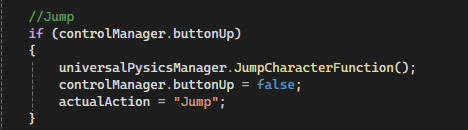 //Jump
if (controlManager.buttonUp)
{
universalPysicsManager.JumpCharacterFunction();
controlManager.buttonUp = false;
actualAction = "Jump";
}